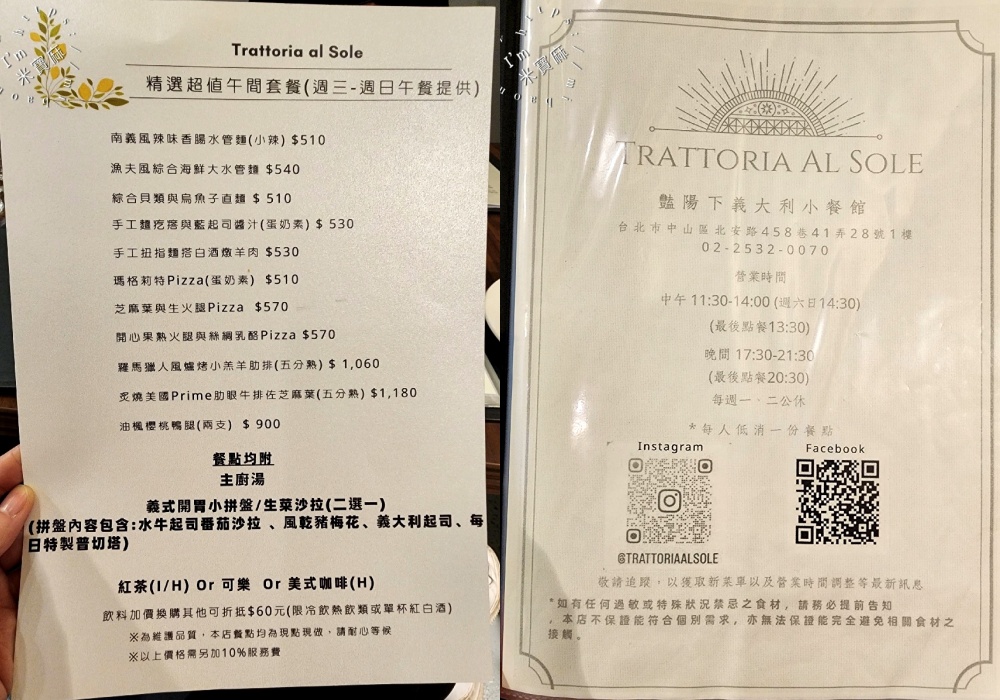 Trattoria al Sole
精選超值午間套餐(週三-週日午餐提供)
南義風辣味香腸水管麵(小辣) $510
漁夫風綜合海鮮大水管麵 $540
綜合貝類與烏魚子直麵 $ 510
手工麵疙瘩與藍起司醬汁(蛋奶素) $ 530
手工扭指麵搭白酒燉羊肉 $530
瑪格莉特Pizza(蛋奶素) $510
芝麻葉與生火腿Pizza $570
開心果熟火腿與絲綢乳酪Pizza $570
羅馬獵人風爐烤小羔羊肋排(五分熟) $ 1,060
炙燒美國Prime肋眼牛排佐芝麻葉(五分熟) $1,180
油楓櫻桃鴨腿(兩支) $ 900
餐點均附
主廚湯
義式開胃小拼盤/生菜沙拉(二選一)
(拼盤內容包含:水牛起司番茄沙拉 、風乾豬梅花、義大利起司、每
日特製普切塔)
紅茶(I/H) Or 可樂 Or 美式咖啡(H)
飲料加價換購其他可折抵$60元(限冷飲熱飲類或單杯紅白酒)
※為維護品質，本店餐點均為現點現做，請耐心等候
※以上價格需另加10%服務費
TRATTORIA AL SOLE
豔陽下義大利小餐館
台北市中山區北安路458巷41弄28號1樓
02-2532-0070
營業時間
中午 11:30-14:00 (週六日14:30)
(最後點餐13:30)
晚間 17:30-21:30
(最後點餐20:30)
每週一、二公休
*每人低消一份餐點
Instagram
Facebook
@TRATTORIAALSOLE
敬請追蹤，以獲取新菜單以及營業時間調整等最新訊息
*如有任何過敏或特殊狀況禁忌之食材，請務必提前告知
，本店不保證能符合個別需求，亦無法保證能完全避免相關食材之
接觸。